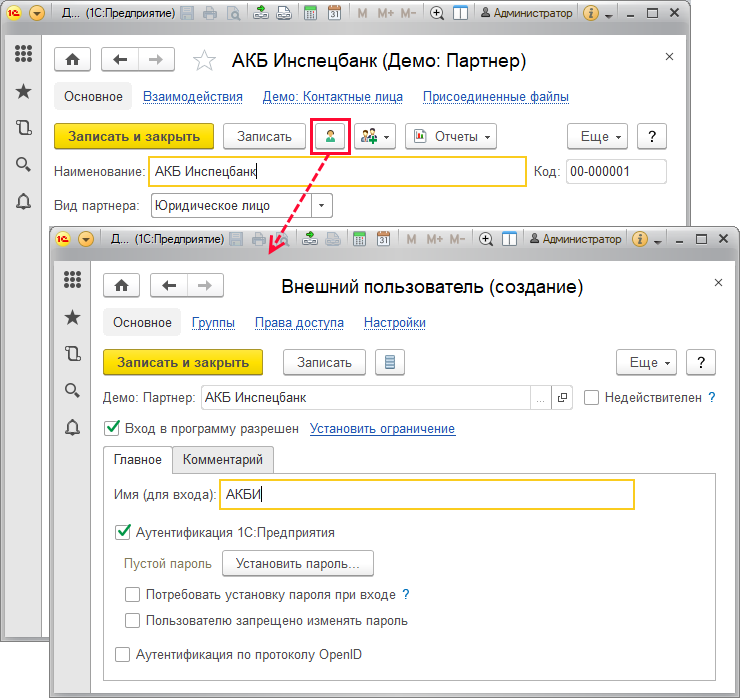 Д... (1С:Предприятие) M M+ M- Администратор
АКБ Инспецбанк (Демо: Партнер)
Основное Взаимодействия Демо: Контактные лица Присоединенные файлы
Записать и закрыть Записать Отчеты Еще ?
Наименование: АКБ Инспецбанк Код: 00-000001
Вид партнера: Юридическое лицо
Д... (1С:Предприятие) M M+ M- Администратор
Внешний пользователь (создание)
Основное Группы Права доступа Настройки
Записать и закрыть Записать Еще ?
Демо: Партнер: АКБ Инспецбанк ... Недействителен ?
Вход в программу разрешен Установить ограничение
Главное Комментарий
Имя (для входа): АКБИ
Аутентификация 1С:Предприятия
Пустой пароль Установить пароль...
Потребовать установку пароля при входе ?
Пользователю запрещено изменять пароль
Аутентификация по протоколу OpenID